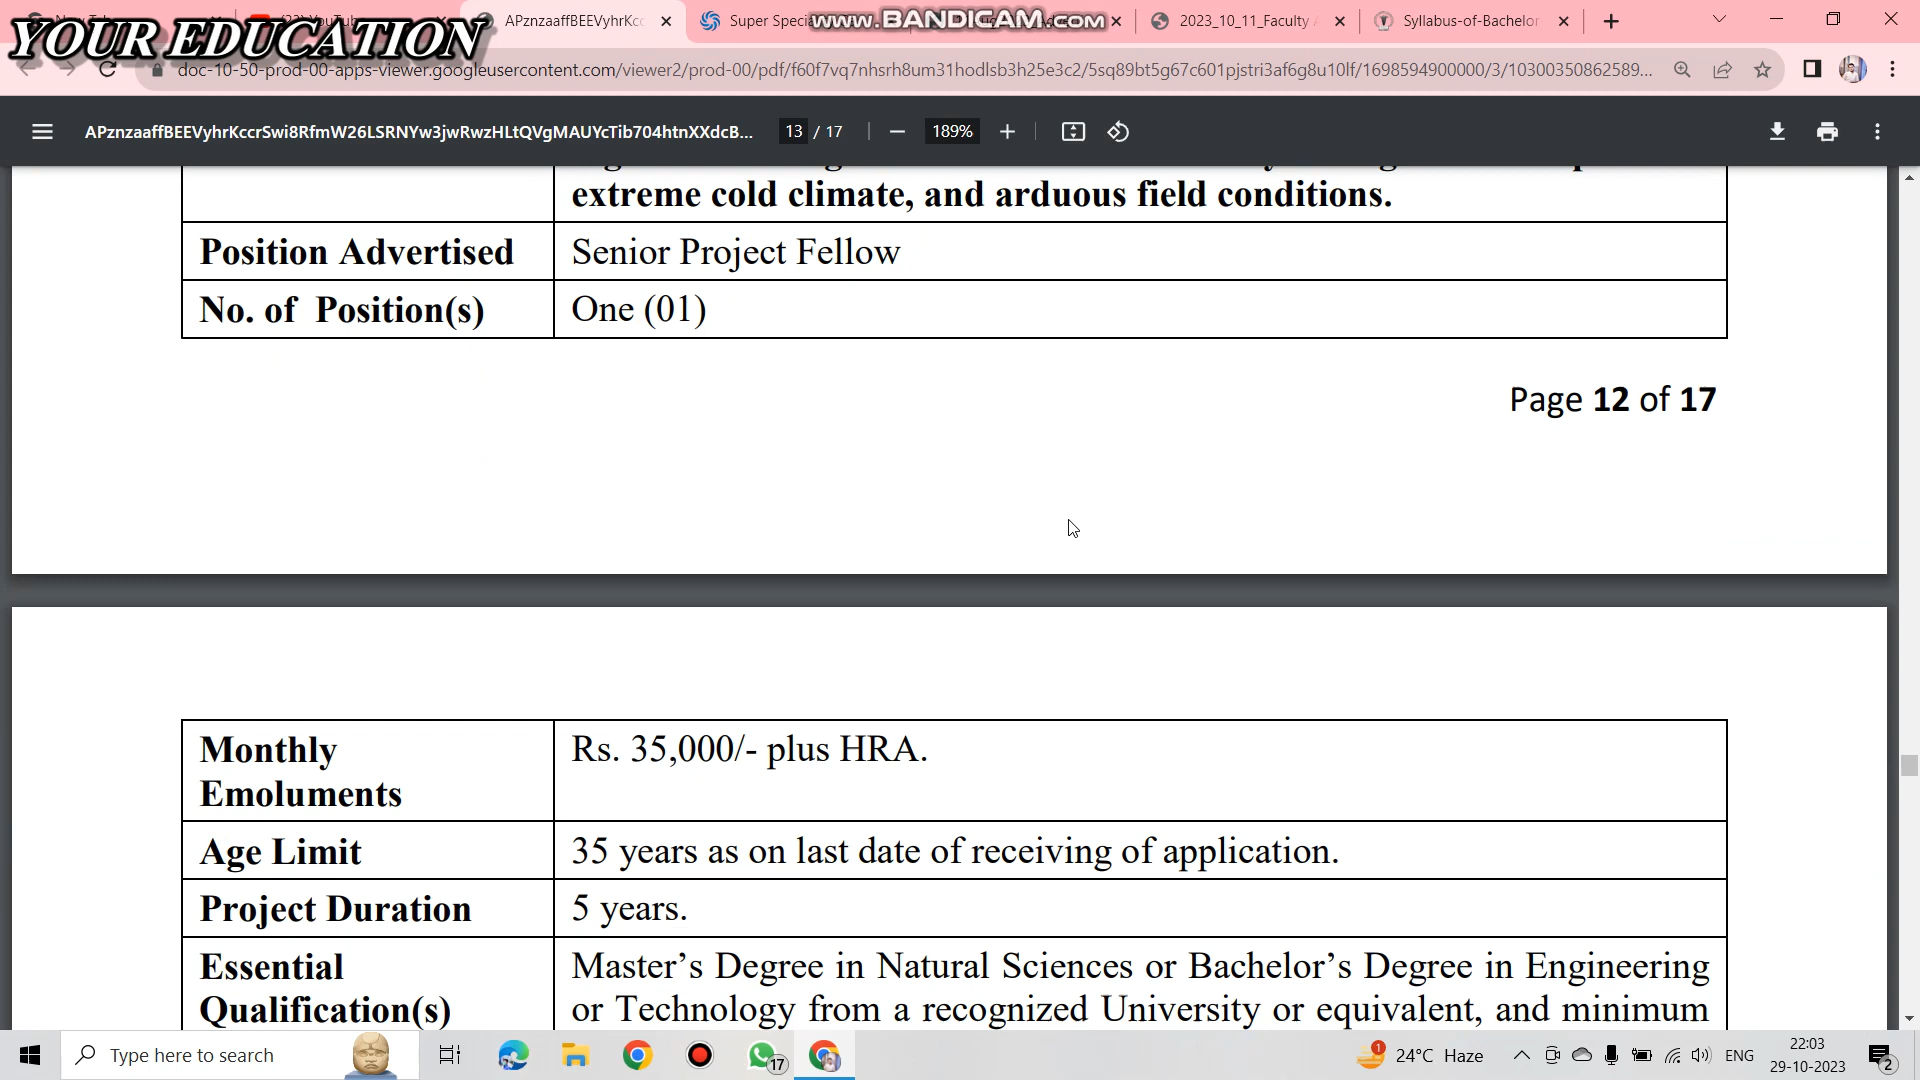 YOUR EDUCATION
www.BANDICAM.com
APznzaaffBEEVyhrKcc
Super Speci
2023_10_11_Faculty
Syllabus-of-Bachelor
doc-10-50-prod-00-apps-viewer.googleusercontent.com/viewer2/prod-00/pdf/f60f7vq7nhsrh8um31hodlsb3h25e3c2/5sq89bt5g67c601pjstri3af6g8u10lf/1698594900000/3/10300350862589...
APznzaaffBEEVyhrKccrSwi8RfmW26LSRNYw3jwRwzHLtQVgMAUYcTib704htnXXdcB...
13 / 17
189%
extreme cold climate, and arduous field conditions.
Position Advertised
Senior Project Fellow
No. of Position(s)
One (01)
Page 12 of 17
Monthly
Emoluments
Rs. 35,000/- plus HRA.
Age Limit
35 years as on last date of receiving of application.
Project Duration
5 years.
Essential
Qualification(s)
Master’s Degree in Natural Sciences or Bachelor’s Degree in Engineering
or Technology from a recognized University or equivalent, and minimum
Type here to search
17
1
24°C Haze
ENG
22:03
29-10-2023
2